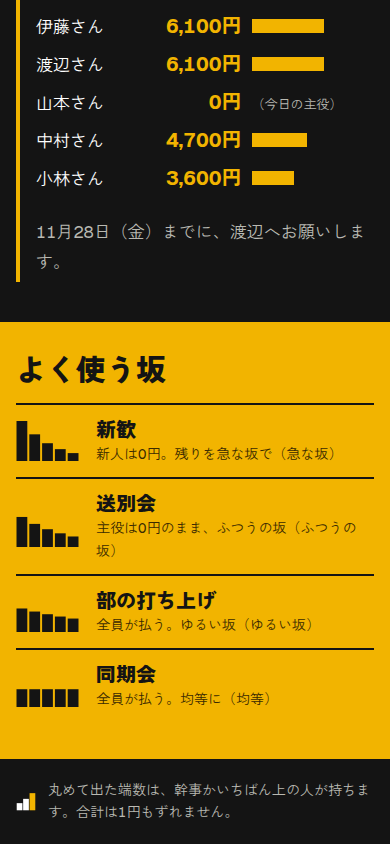 伊藤さん 6,100円
渡辺さん 6,100円
山本さん 0円 （今日の主役）
中村さん 4,700円
小林さん 3,600円
11月28日（金）までに、渡辺へお願いしま
す。
よく使う坂
新歓
新人は0円。残りを急な坂で（急な坂）
送別会
主役は0円のまま、ふつうの坂（ふつうの
坂）
部の打ち上げ
全員が払う。ゆるい坂（ゆるい坂）
同期会
全員が払う。均等に（均等）
丸めて出た端数は、幹事かいちばん上の人が持ちま
す。合計は1円もずれません。